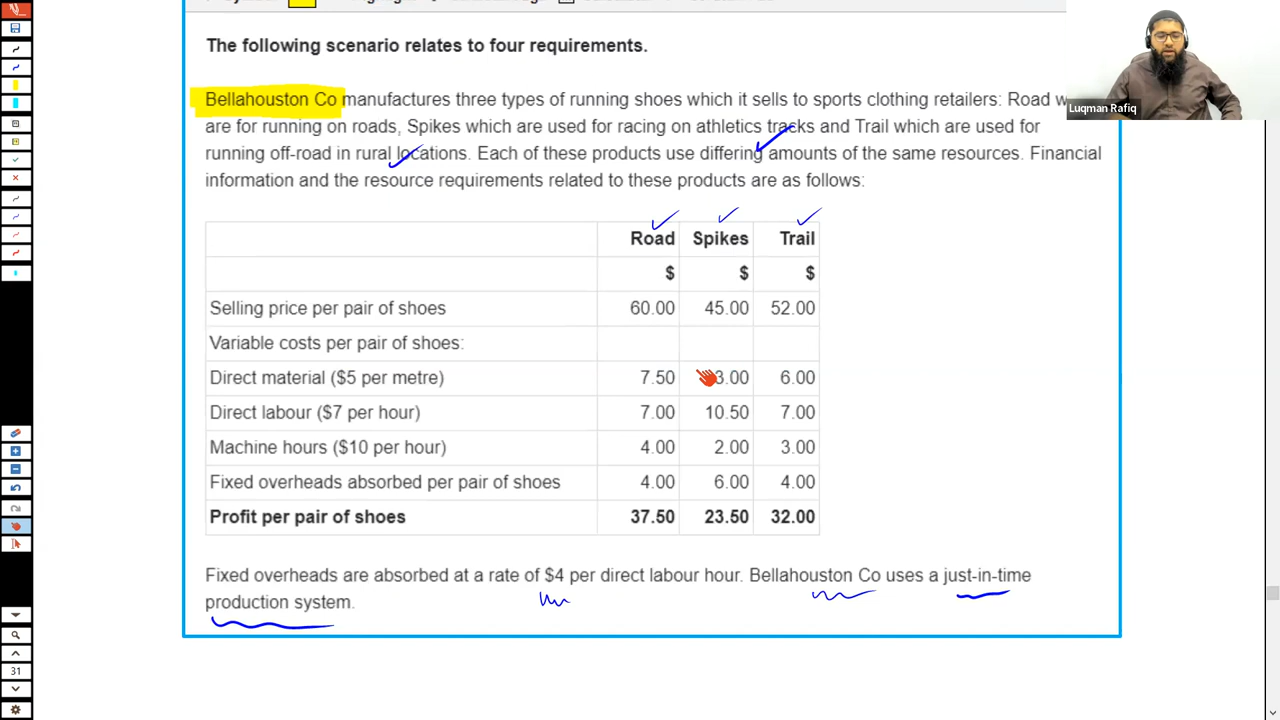 The following scenario relates to four requirements.
Luqman Rafiq
Bellahouston Co manufactures three types of running shoes which it sells to sports clothing retailers: Road
are for running on roads, Spikes which are used for racing on athletics tracks and Trail which are used for
running off-road in rural locations. Each of these products use differing amounts of the same resources. Financial
information and the resource requirements related to these products are as follows:
Road Spikes Trail
$ $ $
Selling price per pair of shoes 60.00 45.00 52.00
Variable costs per pair of shoes:
Direct material ($5 per metre) 7.50 3.00 6.00
Direct labour ($7 per hour) 7.00 10.50 7.00
Machine hours ($10 per hour) 4.00 2.00 3.00
Fixed overheads absorbed per pair of shoes 4.00 6.00 4.00
Profit per pair of shoes 37.50 23.50 32.00
Fixed overheads are absorbed at a rate of $4 per direct labour hour. Bellahouston Co uses a just-in-time
production system.
31